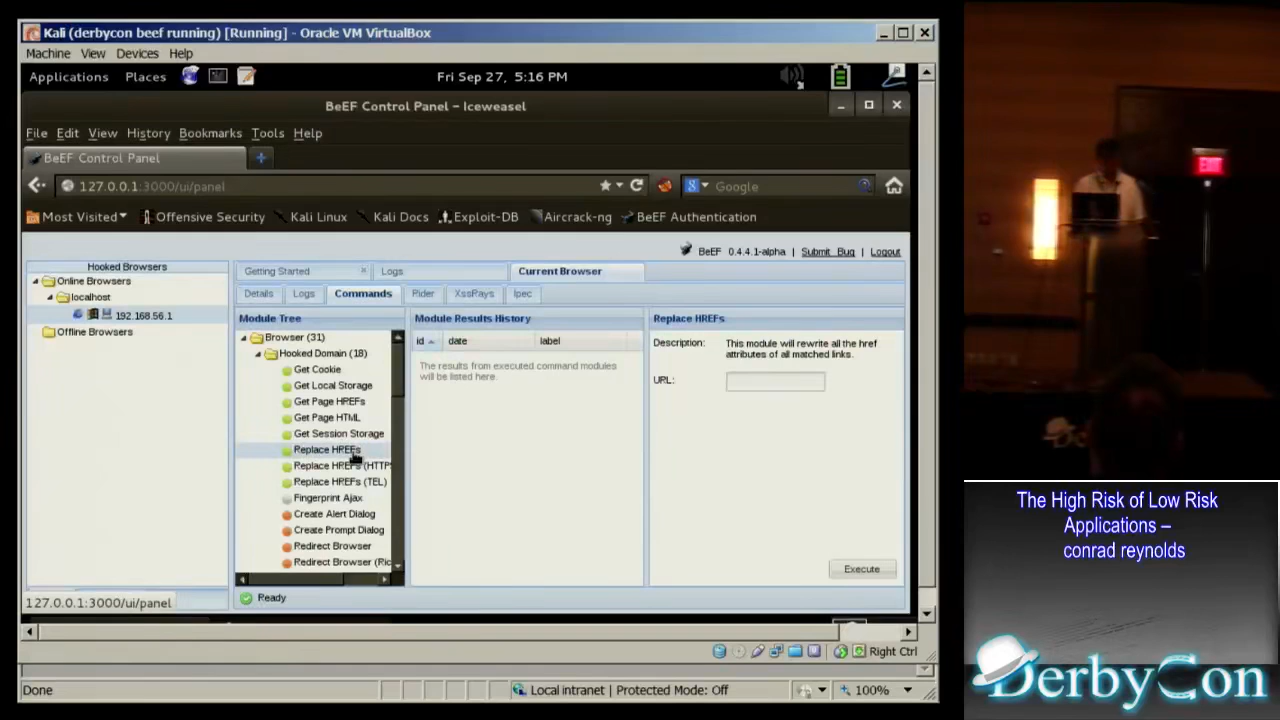 Kali (derbycon beef running) [Running] - Oracle VM VirtualBox
Machine View Devices Help
Applications Places Fri Sep 27, 5:16 PM
BeEF Control Panel - Iceweasel
File Edit View History Bookmarks Tools Help
BeEF Control Panel
127.0.0.1:3000/ui/panel Google
Most Visited Offensive Security Kali Linux Kali Docs Exploit-DB Aircrack-ng BeEF Authentication
BeEF 0.4.4.1-alpha | Submit Bug | Logout
Hooked Browsers
Online Browsers
localhost
192.168.56.1
Offline Browsers
Getting Started Logs Current Browser
Details Logs Commands Rider XssRays Ipec
Module Tree
Browser (31)
Hooked Domain (18)
Get Cookie
Get Local Storage
Get Page HREFs
Get Page HTML
Get Session Storage
Replace HREFs
Replace HREFs (HTTP
Replace HREFs (TEL)
Fingerprint Ajax
Create Alert Dialog
Create Prompt Dialog
Redirect Browser
Redirect Browser (Ric
Module Results History
id date label
The results from executed command modules
will be listed here.
Replace HREFs
Description: This module will rewrite all the href
attributes of all matched links.
URL:
Execute
127.0.0.1:3000/ui/panel
Ready
Right Ctrl
Done Local intranet | Protected Mode: Off 100%
The High Risk of Low Risk
Applications –
conrad reynolds
DerbyCon